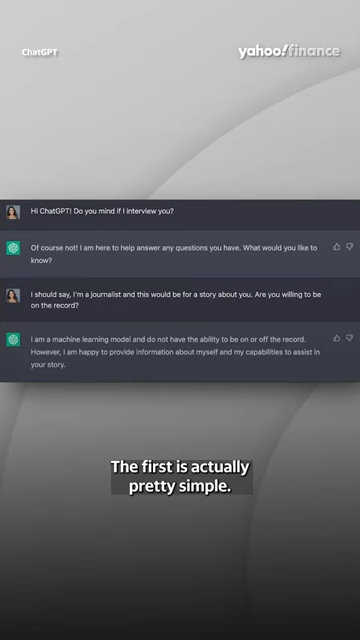 ChatGPT
yahoo!finance
Hi ChatGPT! Do you mind if I interview you?
Of course not! I am here to help answer any questions you have. What would you like to
know?
I should say, I'm a journalist and this would be for a story about you. Are you willing to be
on the record?
I am a machine learning model and do not have the ability to be on or off the record.
However, I am happy to provide information about myself and my capabilities to assist in
your story.
The first is actually
pretty simple.